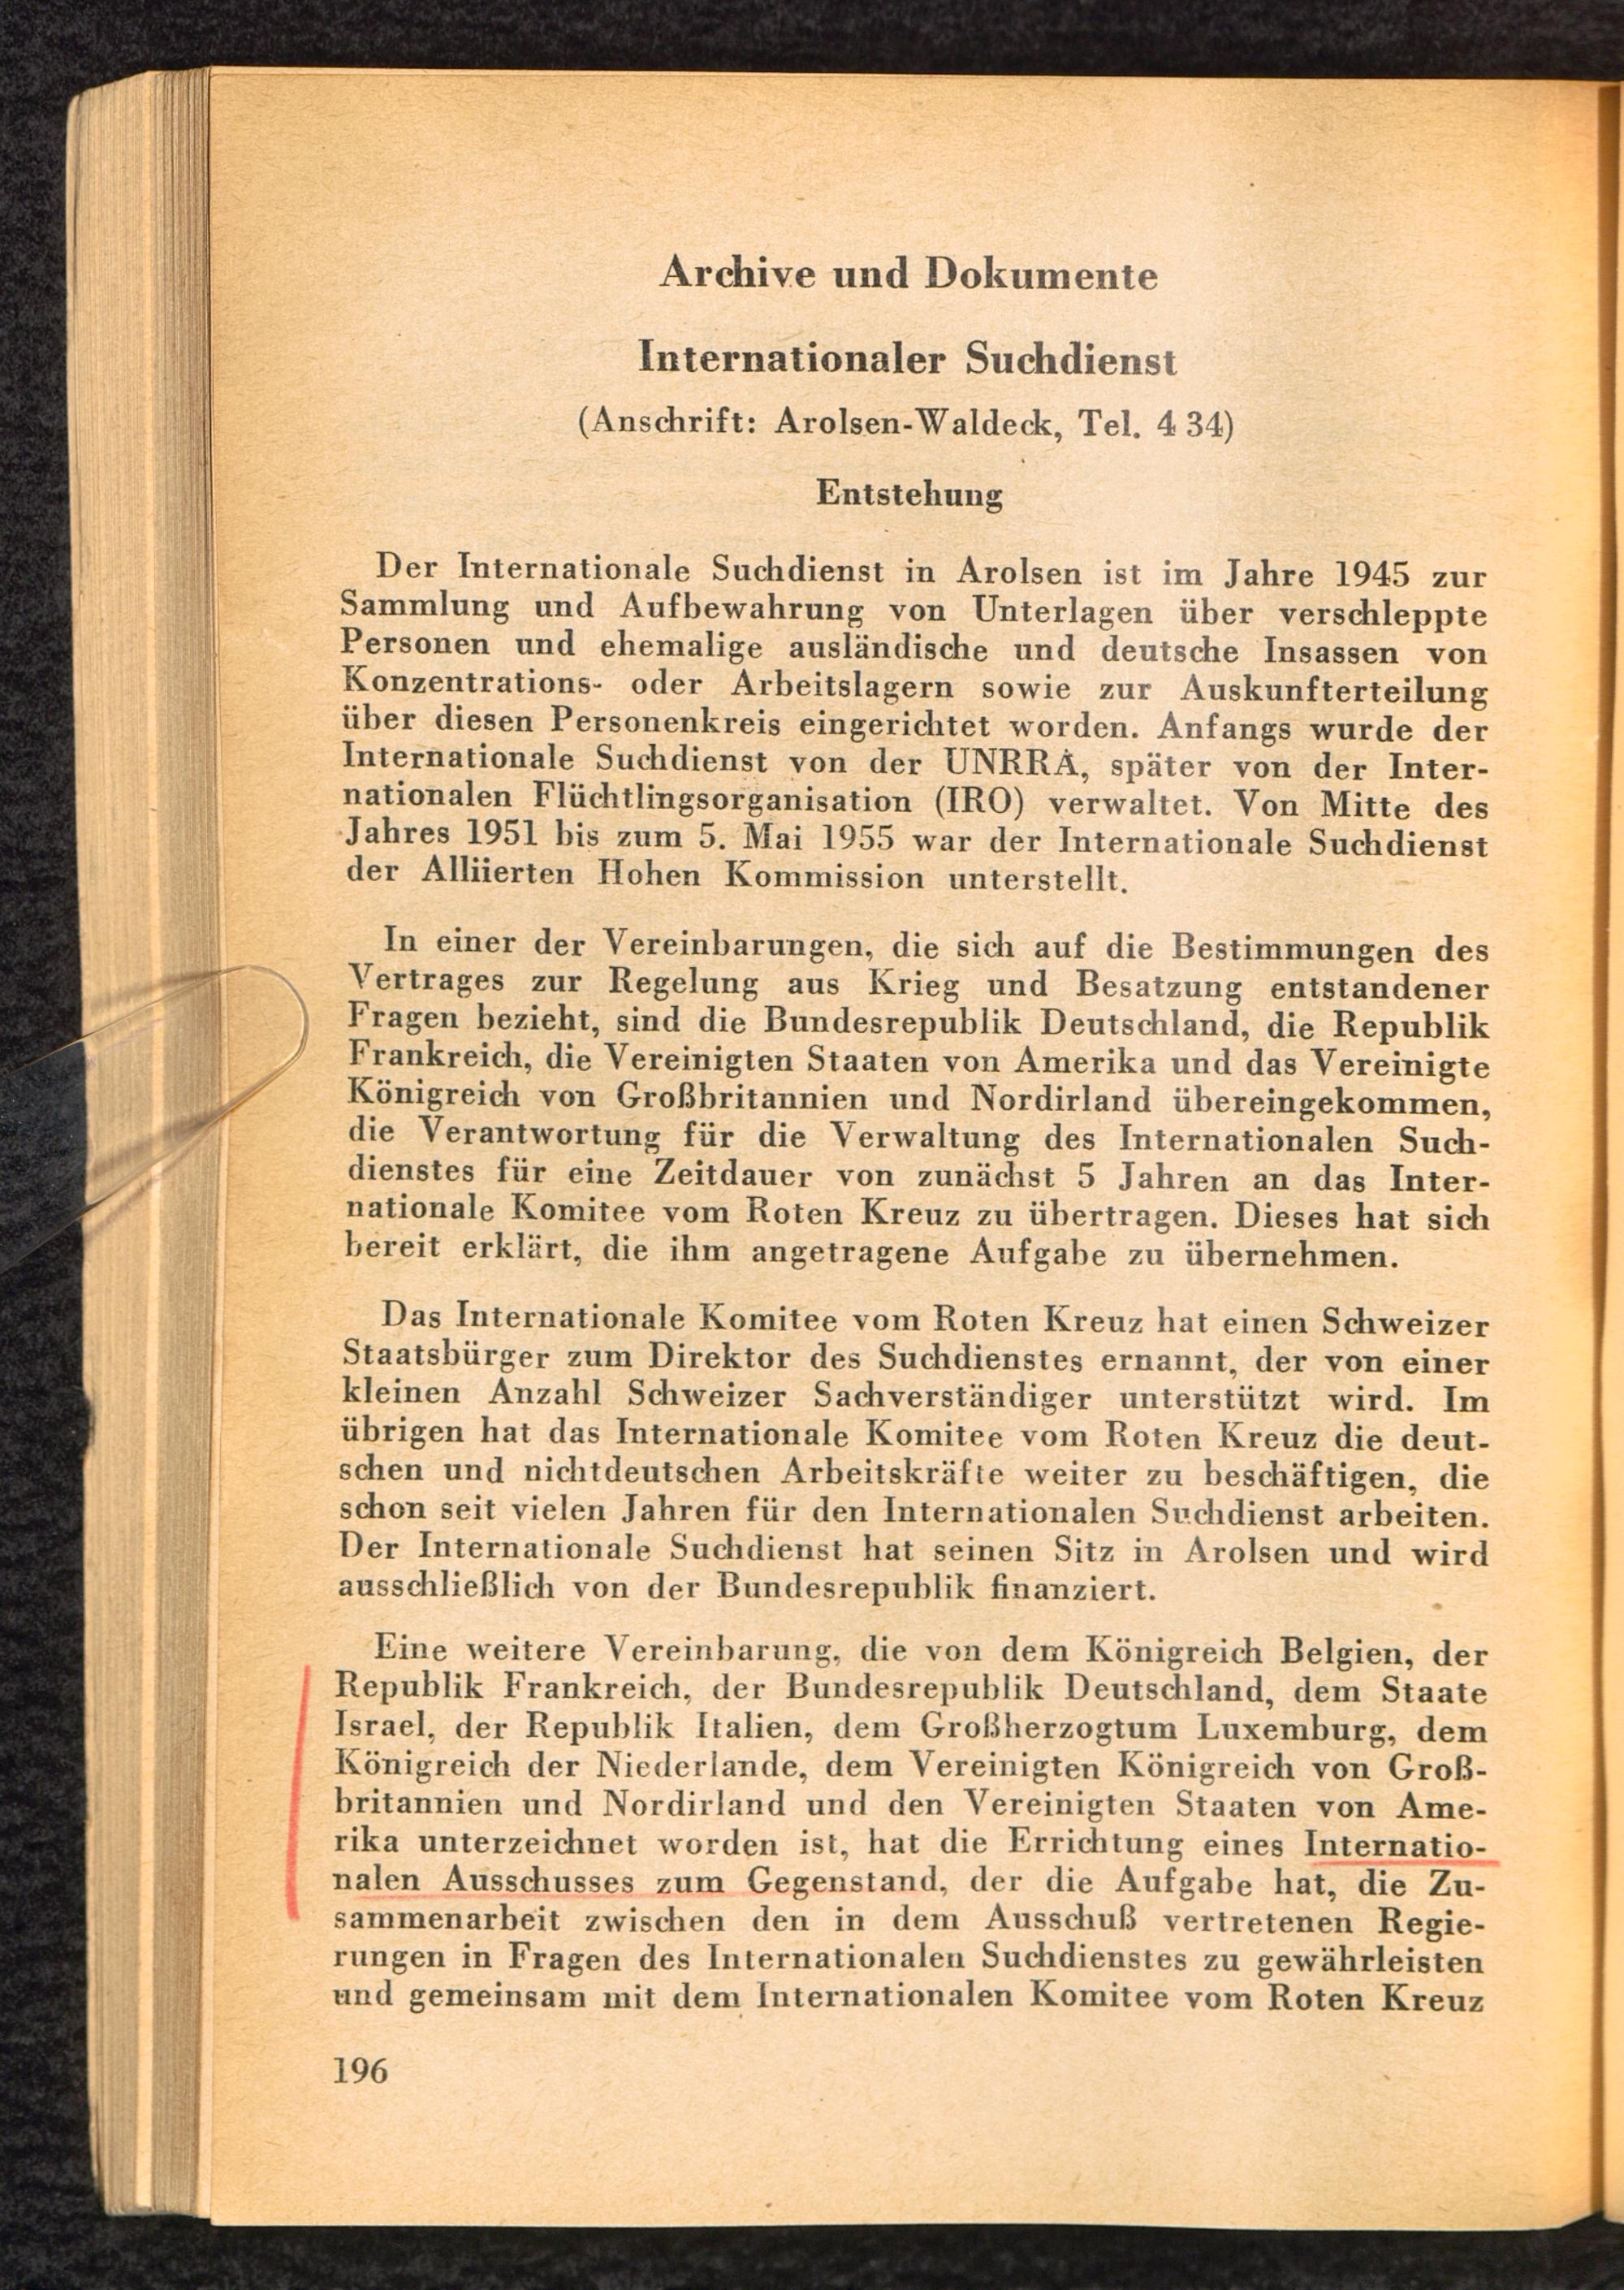 Archive und Dokumente
Internationaler Suchdienst
(Anschrift: Arolsen-Waldeck, Tel. 4 34)
Entstehung
Der Internationale Suchdienst in Arolsen ist im Jahre 1945 zur
Sammlung und Aufbewahrung von Unterlagen über verschleppte
Personen und ehemalige ausländische und deutsche Insassen von
Konzentrations- oder Arbeitslagern sowie zur Auskunfterteilung
über diesen Personenkreis eingerichtet worden. Anfangs wurde der
Internationale Suchdienst von der UNRRA, später von der Inter-
nationalen Flüchtlingsorganisation (IRO) verwaltet. Von Mitte des
Jahres 1951 bis zum 5. Mai 1955 war der Internationale Suchdienst
der Alliierten Hohen Kommission unterstellt.
In einer der Vereinbarungen, die sich auf die Bestimmungen des
Vertrages zur Regelung aus Krieg und Besatzung entstandener
Fragen bezieht, sind die Bundesrepublik Deutschland, die Republik
Frankreich, die Vereinigten Staaten von Amerika und das Vereinigte
Königreich von Großbritannien und Nordirland übereingekommen,
die Verantwortung für die Verwaltung des Internationalen Such-
dienstes für eine Zeitdauer von zunächst 5 Jahren an das Inter-
nationale Komitee vom Roten Kreuz zu übertragen. Dieses hat sich
bereit erklärt, die ihm angetragene Aufgabe zu übernehmen.
Das Internationale Komitee vom Roten Kreuz hat einen Schweizer
Staatsbürger zum Direktor des Suchdienstes ernannt, der von einer
kleinen Anzahl Schweizer Sachverständiger unterstützt wird. Im
übrigen hat das Internationale Komitee vom Roten Kreuz die deut-
schen und nichtdeutschen Arbeitskräfte weiter zu beschäftigen, die
schon seit vielen Jahren für den Internationalen Suchdienst arbeiten.
Der Internationale Suchdienst hat seinen Sitz in Arolsen und wird
ausschließlich von der Bundesrepublik finanziert.
Eine weitere Vereinbarung, die von dem Königreich Belgien, der
Republik Frankreich, der Bundesrepublik Deutschland, dem Staate
Israel, der Republik Italien, dem Großherzogtum Luxemburg, dem
Königreich der Niederlande, dem Vereinigten Königreich von Groß-
britannien und Nordirland und den Vereinigten Staaten von Ame-
rika unterzeichnet worden ist, hat die Errichtung eines Internatio-
nalen Ausschusses zum Gegenstand, der die Aufgabe hat, die Zu-
sammenarbeit zwischen den in dem Ausschuß vertretenen Regie-
rungen in Fragen des Internationalen Suchdienstes zu gewährleisten
und gemeinsam mit dem Internationalen Komitee vom Roten Kreuz
196